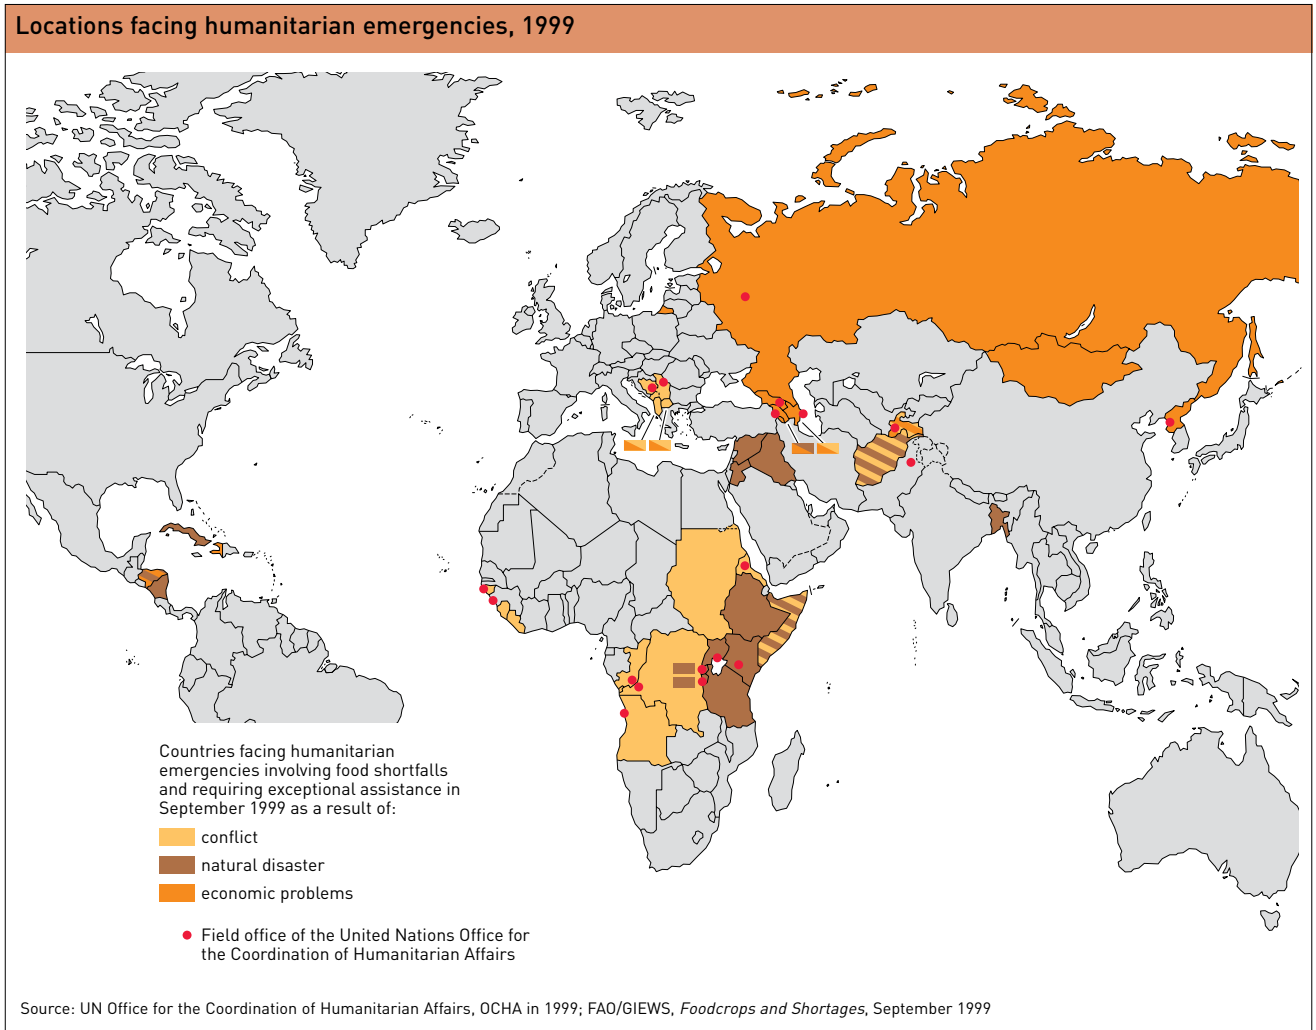 Locations facing humanitarian emergencies, 1999
Countries facing humanitarian
emergencies involving food shortfalls
and requiring exceptional assistance in
September 1999 as a result of:
conflict
natural disaster
economic problems
Field office of the United Nations Office for
the Coordination of Humanitarian Affairs
Source: UN Office for the Coordination of Humanitarian Affairs, OCHA in 1999; FAO/GIEWS, Foodcrops and Shortages, September 1999